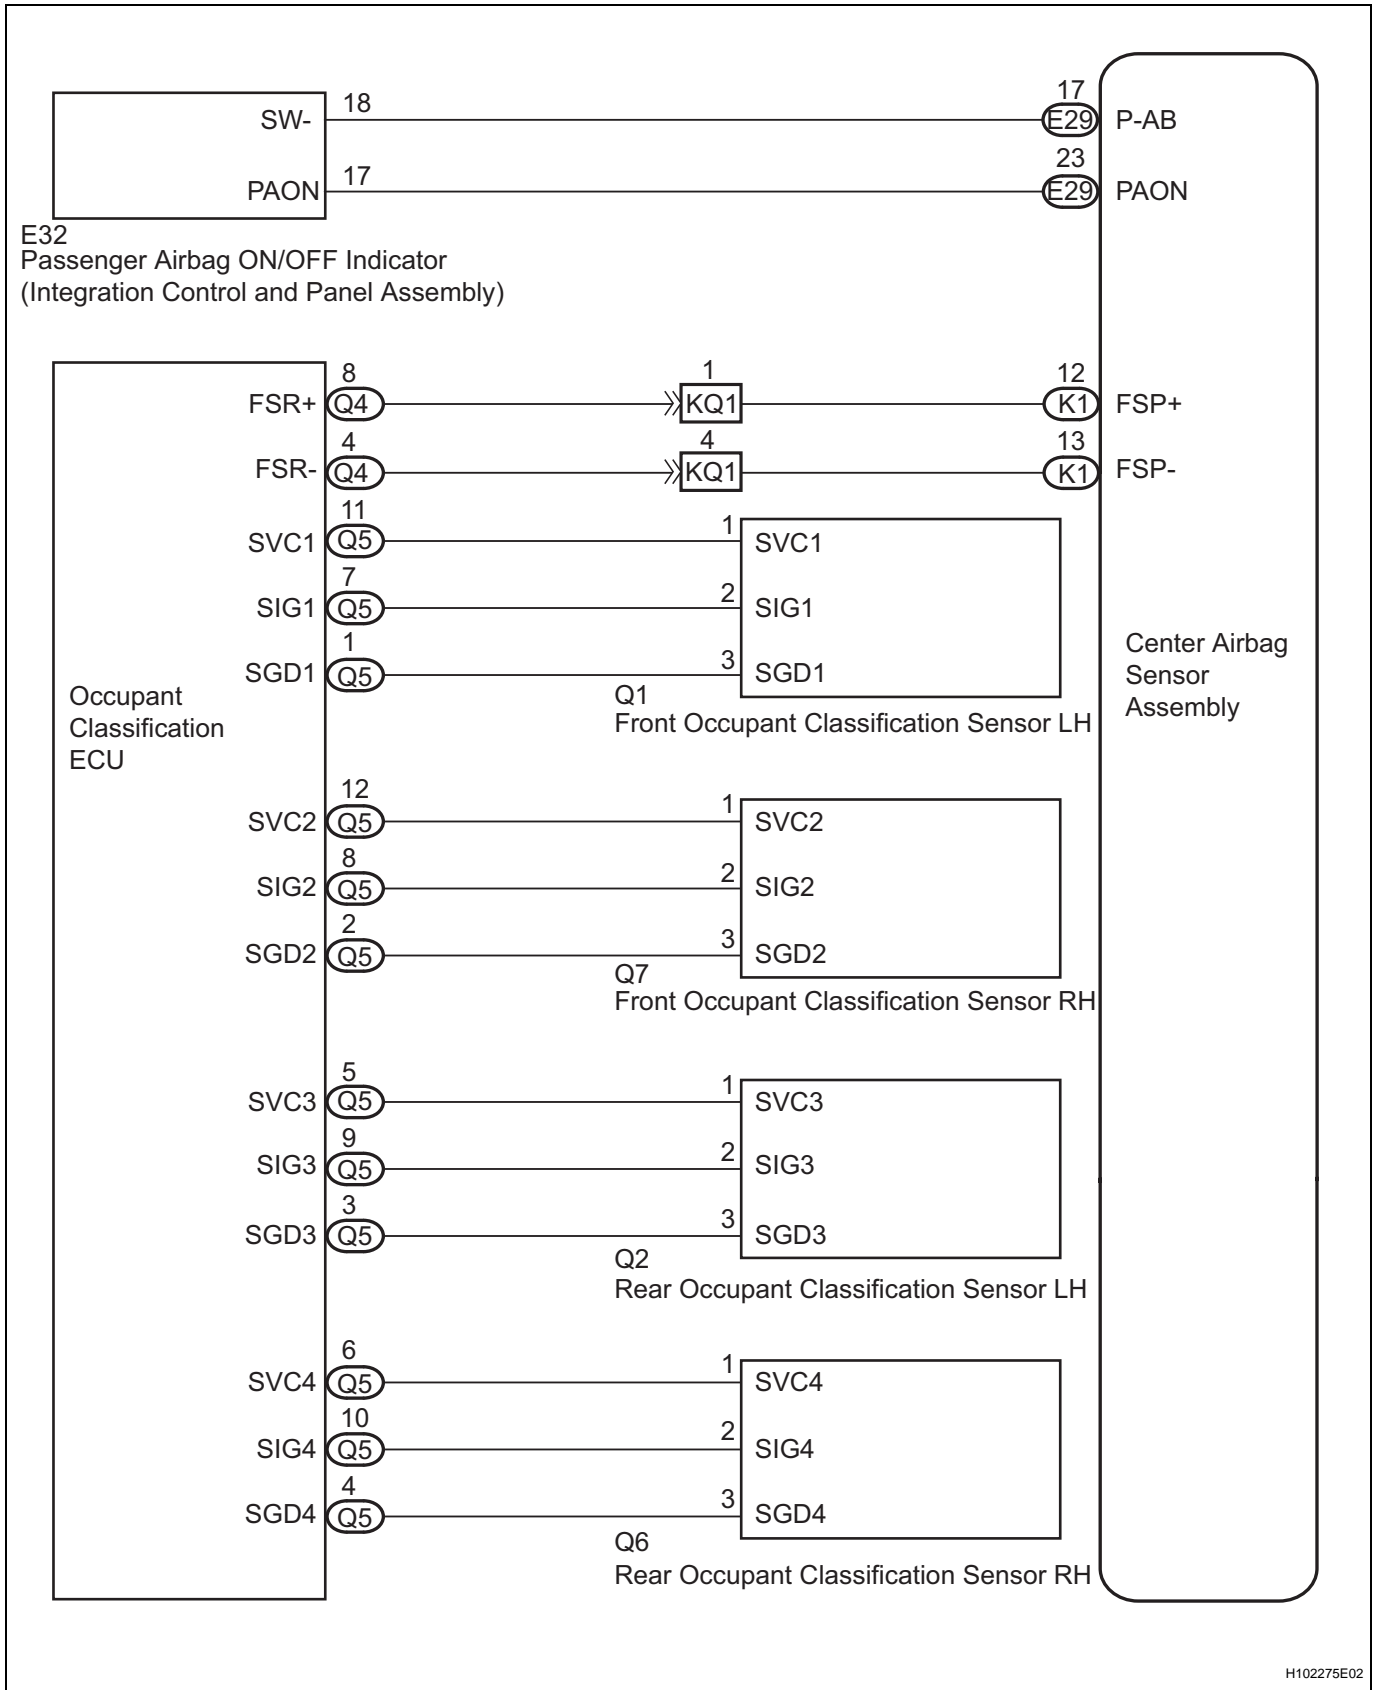 SW- 18 17 E29 P-AB
PAON 17 23 E29 PAON
E32
Passenger Airbag ON/OFF Indicator
(Integration Control and Panel Assembly)
FSR+ 8 Q4 1 KQ1 12 K1 FSP+
FSR- 4 Q4 4 KQ1 13 K1 FSP-
SVC1 11 Q5 1 SVC1
SIG1 7 Q5 2 SIG1
SGD1 1 Q5 3 SGD1
Q1
Front Occupant Classification Sensor LH
Occupant
Classification
ECU
Center Airbag
Sensor
Assembly
SVC2 12 Q5 1 SVC2
SIG2 8 Q5 2 SIG2
SGD2 2 Q5 3 SGD2
Q7
Front Occupant Classification Sensor RH
SVC3 5 Q5 1 SVC3
SIG3 9 Q5 2 SIG3
SGD3 3 Q5 3 SGD3
Q2
Rear Occupant Classification Sensor LH
SVC4 6 Q5 1 SVC4
SIG4 10 Q5 2 SIG4
SGD4 4 Q5 3 SGD4
Q6
Rear Occupant Classification Sensor RH
H102275E02